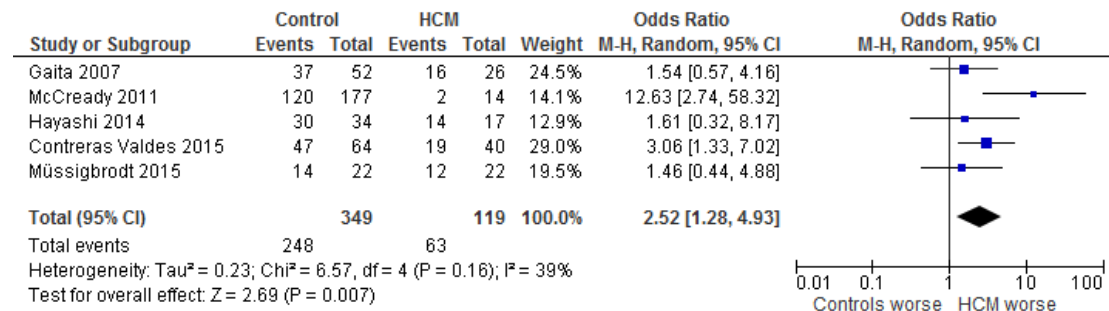 Control HCM Odds Ratio Odds Ratio
Study or Subgroup Events Total Events Total Weight M-H, Random, 95% CI M-H, Random, 95% CI
Gaita 2007 37 52 16 26 24.5% 1.54 [0.57, 4.16]
McCready 2011 120 177 2 14 14.1% 12.63 [2.74, 58.32]
Hayashi 2014 30 34 14 17 12.9% 1.61 [0.32, 8.17]
Contreras Valdes 2015 47 64 19 40 29.0% 3.06 [1.33, 7.02]
Müssigbrodt 2015 14 22 12 22 19.5% 1.46 [0.44, 4.88]
Total (95% CI) 349 119 100.0% 2.52 [1.28, 4.93]
Total events 248 63
Heterogeneity: Tau² = 0.23; Chi² = 6.57, df = 4 (P = 0.16); I² = 39%
Test for overall effect: Z = 2.69 (P = 0.007)
0.01 0.1 1 10 100
Controls worse HCM worse